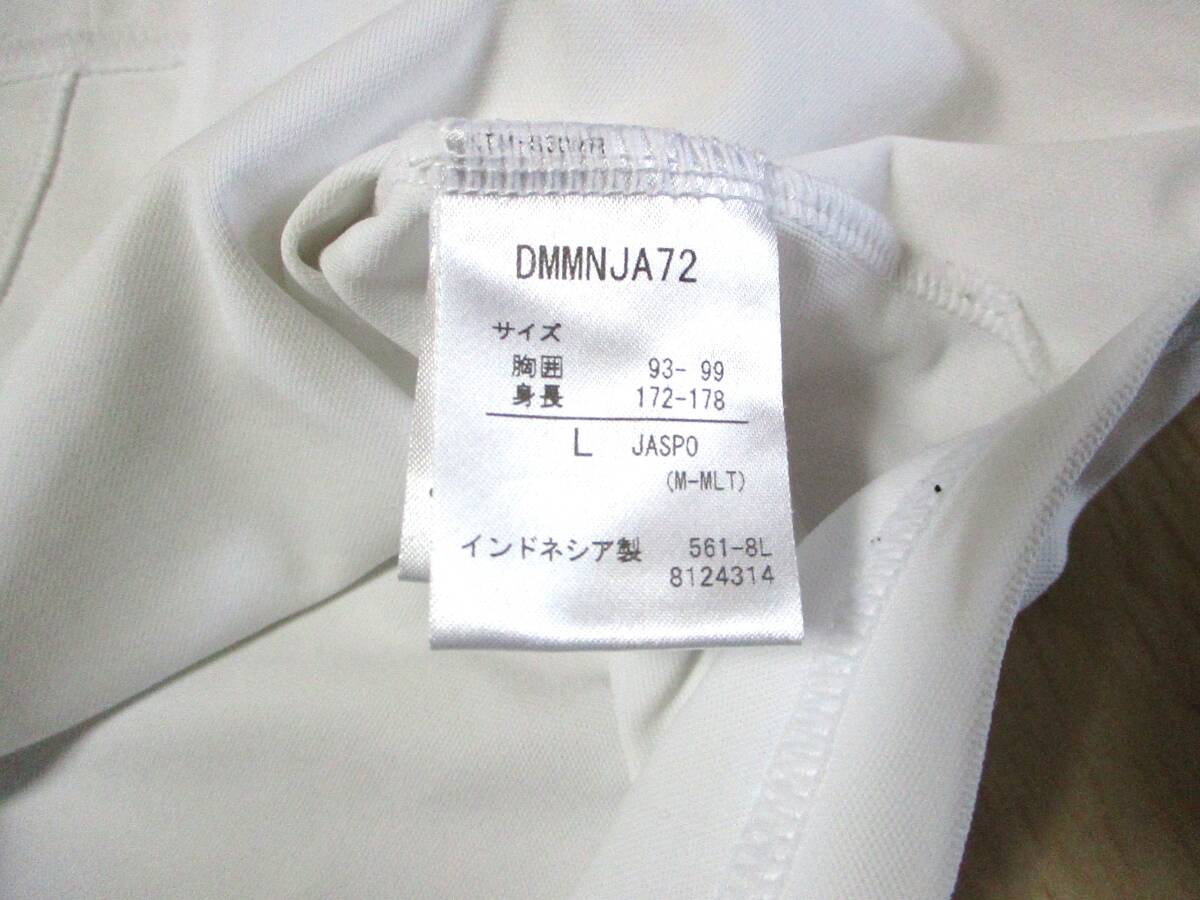 DMMNJA72
サイズ
胸囲 93- 99
身長 172-178
L JASPO
(M-MLT)
インドネシア製 561-8L
8124314